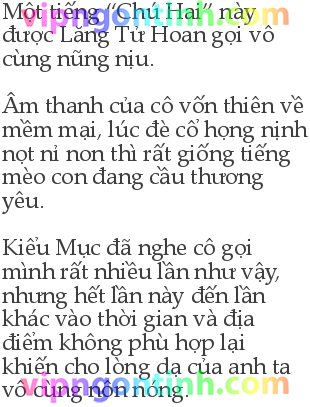 Một tiếng “Chú Hai” này
được Lăng Tử Hoan gọi vô
cùng nũng nịu.
Âm thanh của cô vốn thiên về
mềm mại, lúc đè cổ họng nịnh
nọt nỉ non thì rất giống tiếng
mèo con đang cầu thương
yêu.
Kiểu Mục đã nghe cô gọi
mình rất nhiều lần như vậy,
nhưng hết lần này đến lần
khác vào thời gian và địa
điểm không phù hợp lại
khiến cho lòng dạ của anh ta
vô cùng nôn nóng.
vipngontinh.com
vipngontinh.com